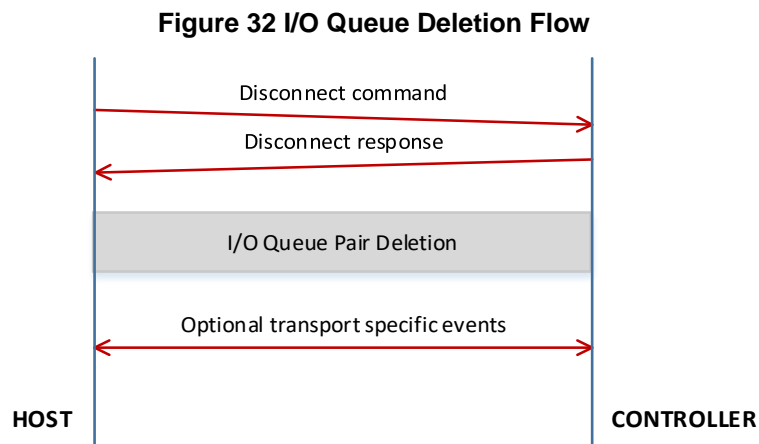 Figure 32 I/O Queue Deletion Flow
Disconnect command
Disconnect response
I/O Queue Pair Deletion
Optional transport specific events
HOST
CONTROLLER